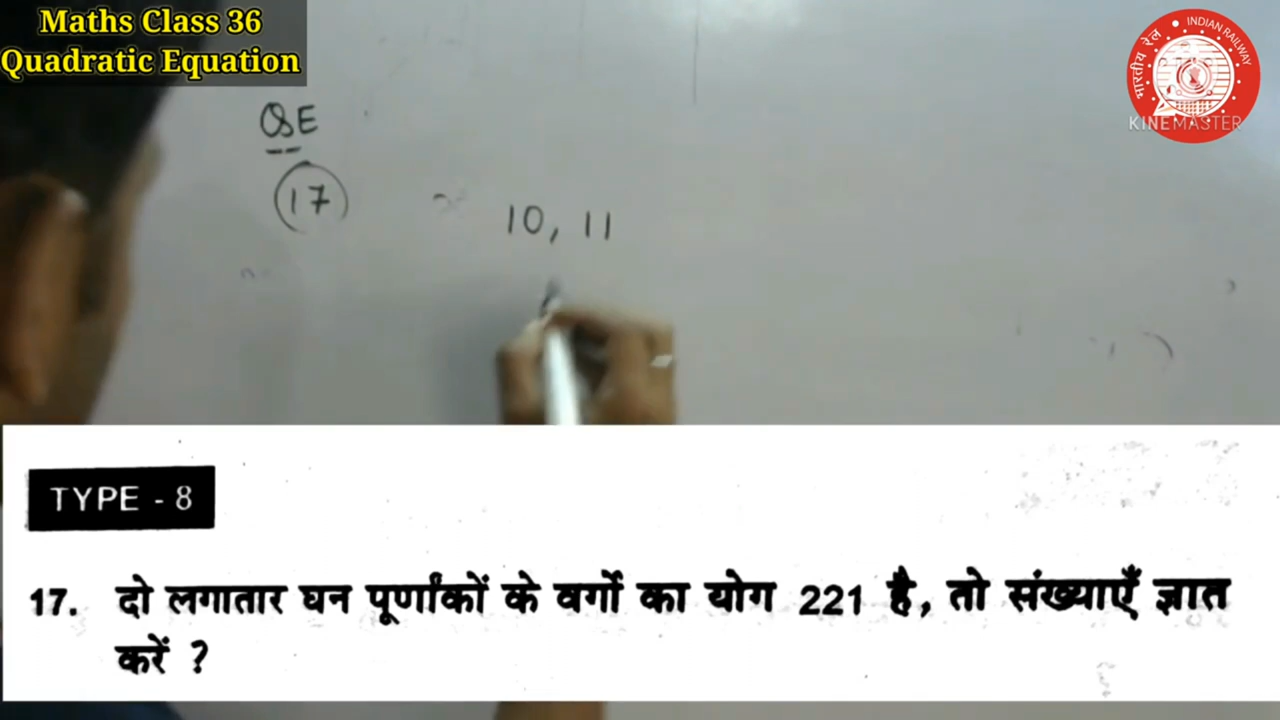 Maths Class 36
Quadratic Equation
INDIAN RAILWAY
भारतीय रेल
KINEMASTER
QE
17
10, 11
TYPE - 8
17. दो लगातार घन पूर्णांकों के वर्गो का योग 221 है, तो संख्याएँ ज्ञात
करें ?